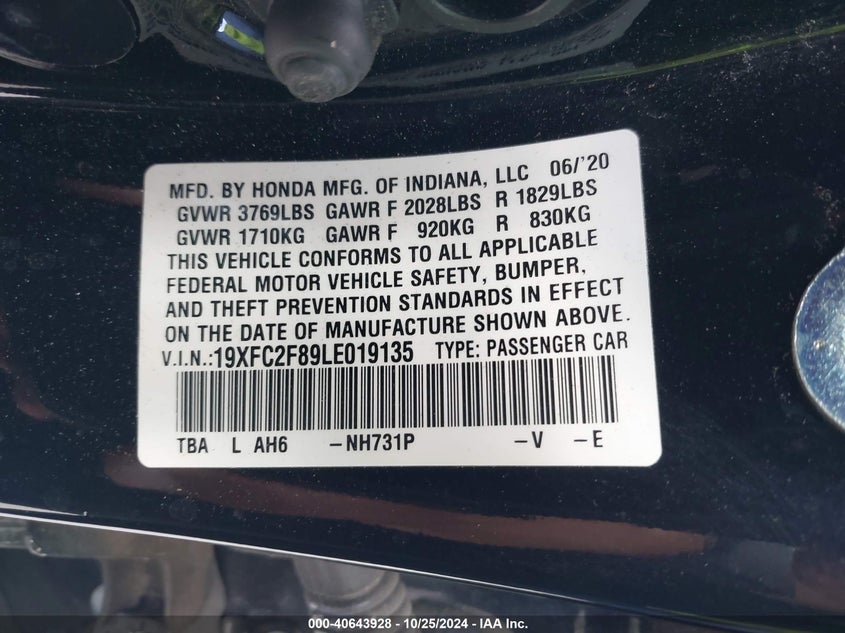 MFD. BY HONDA MFG. OF INDIANA, LLC 06/'20
GVWR 3769LBS GAWR F 2028LBS R 1829LBS
GVWR 1710KG GAWR F 920KG R 830KG
THIS VEHICLE CONFORMS TO ALL APPLICABLE
FEDERAL MOTOR VEHICLE SAFETY, BUMPER,
AND THEFT PREVENTION STANDARDS IN EFFECT
ON THE DATE OF MANUFACTURE SHOWN ABOVE.
V.I.N.:19XFC2F89LE019135 TYPE: PASSENGER CAR
TBA L AH6 -NH731P -V -E
000-40643928 - 10/25/2024 - IAA Inc.